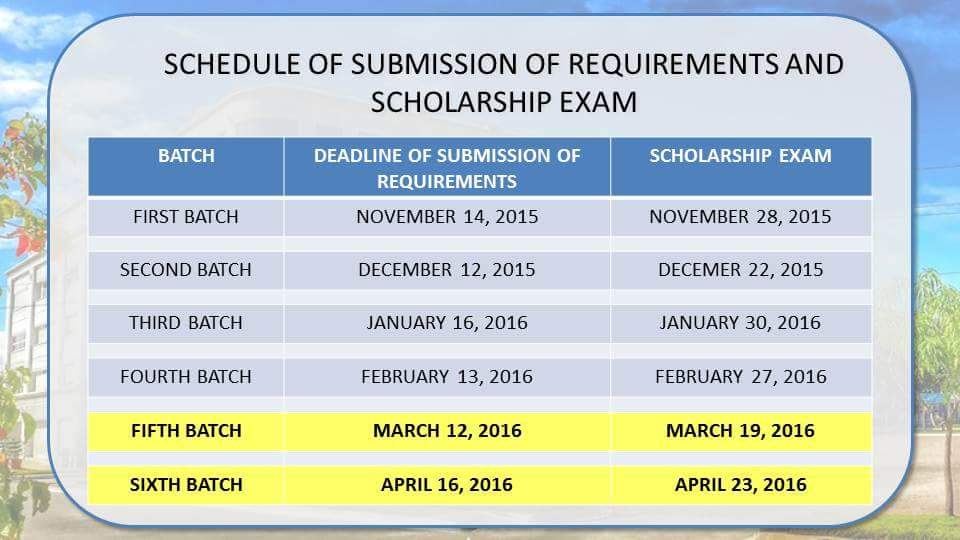 SCHEDULE OF SUBMISSION OF REQUIREMENTS AND
SCHOLARSHIP EXAM
BATCH DEADLINE OF SUBMISSION OF REQUIREMENTS SCHOLARSHIP EXAM
FIRST BATCH NOVEMBER 14, 2015 NOVEMBER 28, 2015
SECOND BATCH DECEMBER 12, 2015 DECEMER 22, 2015
THIRD BATCH JANUARY 16, 2016 JANUARY 30, 2016
FOURTH BATCH FEBRUARY 13, 2016 FEBRUARY 27, 2016
FIFTH BATCH MARCH 12, 2016 MARCH 19, 2016
SIXTH BATCH APRIL 16, 2016 APRIL 23, 2016